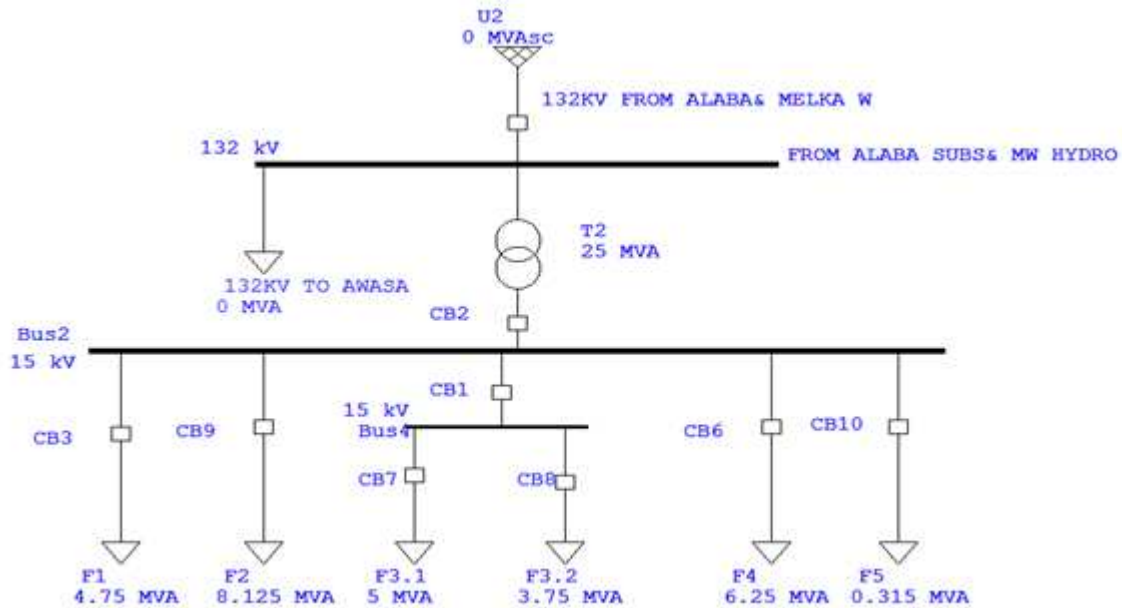 U2
0 MVAsc
132KV FROM ALABA& MELKA W
132 kV
FROM ALABA SUBS& MW HYDRO
T2
25 MVA
132KV TO AWASA
0 MVA
CB2
Bus2
15 kV
CB1
15 kV
Bus4
CB3
CB9
CB6
CB10
CB7
CB8
F1
4.75 MVA
F2
8.125 MVA
F3.1
5 MVA
F3.2
3.75 MVA
F4
6.25 MVA
F5
0.315 MVA